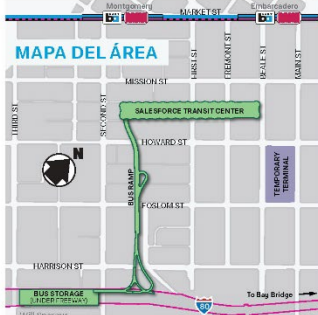 Montgomery
Embarcadero
MARKET ST
MAPA DEL ÁREA
MISSION ST
FIRST ST
FREMONT ST
BEALE ST
MAIN ST
THIRD ST
SECOND ST
SALESFORCE TRANSIT CENTER
HOWARD ST
N
BUS RAMP
TEMPORARY
TERMINAL
FOSLOM ST
HARRISON ST
BUS STORAGE
(UNDER FREEWAY)
80
To Bay Bridge